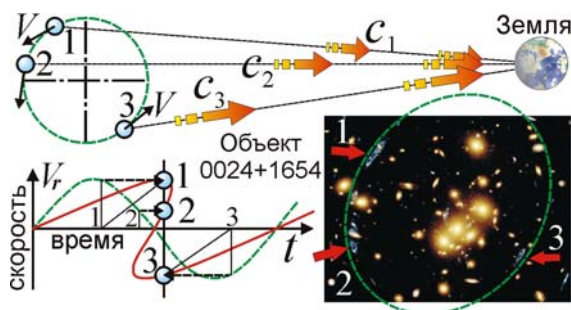 Земля
V
1
c₁
2
c₂
3
V
c₃
Объект
0024+1654
Vr
1
2
1
2
3
время
t
3
скорость
1
2
3